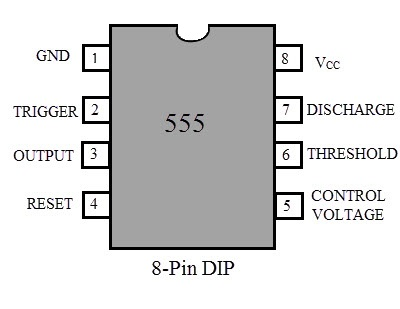 GND 1 8 Vcc
TRIGGER 2 7 DISCHARGE
555
OUTPUT 3 6 THRESHOLD
RESET 4 5 CONTROL
VOLTAGE
8-Pin DIP